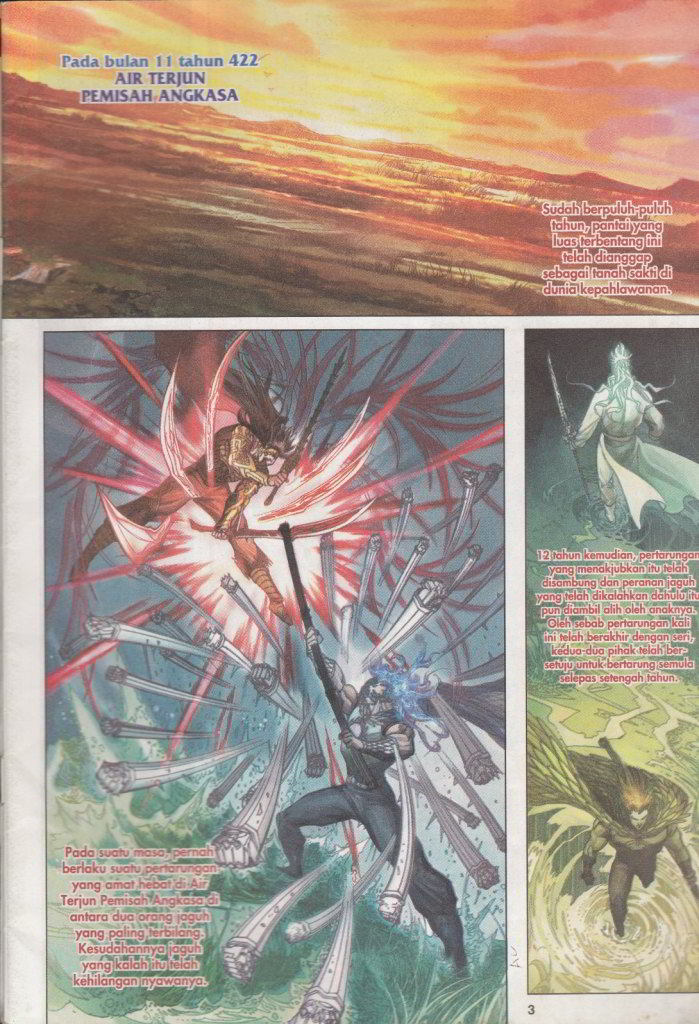 Pada bulan 11 tahun 422
AIR TERJUN
PEMISAH ANGKASA
Sudah berpuluh-puluh
tahun, pantai yang
luas terbentang ini
telah dianggap
sebagai tanah sakti di
dunia kepahlawanan.
12 tahun kemudian, pertarungan
yang menakjubkan itu telah
disambung dan peranan jaguh
yang telah dikalahkan dahulu itu
pun diambil alih oleh anaknya.
Oleh sebab pertarungan kali
ini telah berakhir dengan seri,
kedua-dua pihak telah ber-
setuju untuk pertarung semula
selepas setengah tahun.
Pada suatu masa, pernah
berlaku suatu pertarungan
yang amat hebat di Air
Terjun Pemisah Angkasa di
antara dua orang jaguh
yang paling terbilang.
Kesudahannya jaguh
yang kalah itu telah
kehilangan nyawanya.
3